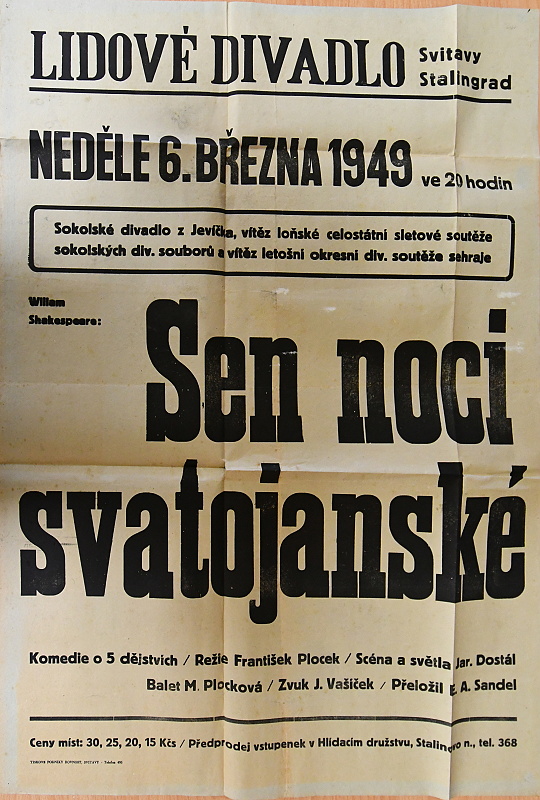 LIDOVÉ DIVADLO Svitavy
Stalingrad
NEDĚLE 6. BŘEZNA 1949 ve 20 hodin
Sokolské divadlo z Jevíčka, vítěz loňské celostátní sletové soutěže
sokolských div. souborů a vítěz letošní okresní div. soutěže sehraje
Wiliam
Shakespeare:
Sen noci
svatojanské
Komedie o 5 dějstvich / Režie František Plocek / Scéna a světla Jar. Dostál
Balet M. Plocková / Zvuk J. Vašíček / Přeložil E. A. Sandel
Ceny míst: 30, 25, 20, 15 Kčs / Předprodej vstupenek v Hlídacím družstvu, Stalingovo n., tel. 368